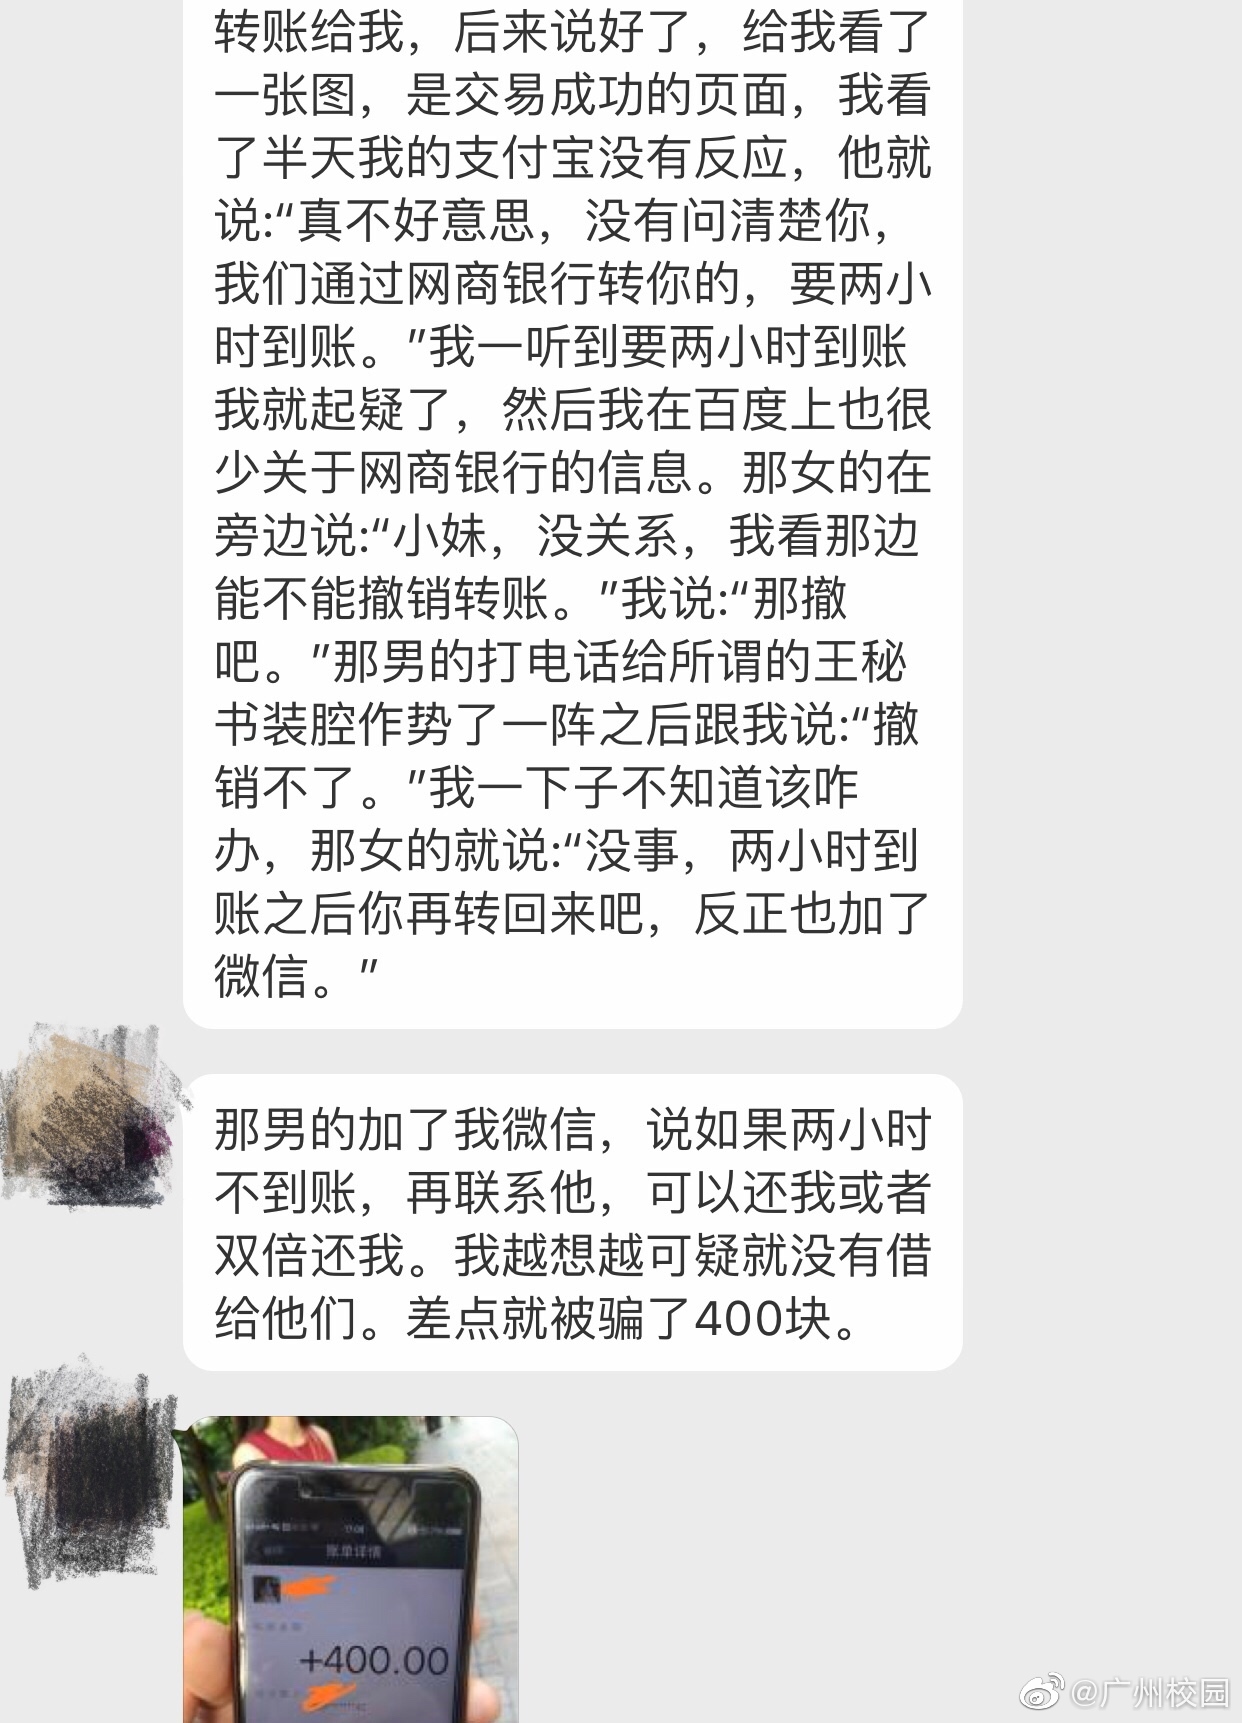 转账给我，后来说好了，给我看了
一张图，是交易成功的页面，我看
了半天我的支付宝没有反应，他就
说:“真不好意思，没有问清楚你，
我们通过网商银行转你的，要两小
时到账。”我一听到要两小时到账
我就起疑了，然后我在百度上也很
少关于网商银行的信息。那女的在
旁边说:“小妹，没关系，我看那边
能不能撤销转账。”我说:“那撤
吧。”那男的打电话给所谓的王秘
书装腔作势了一阵之后跟我说:“撤
销不了。”我一下子不知道该咋
办，那女的就说:“没事，两小时到
账之后你再转回来吧，反正也加了
微信。”
那男的加了我微信，说如果两小时
不到账，再联系他，可以还我或者
双倍还我。我越想越可疑就没有借
给他们。差点就被骗了400块。
账单详情
+400.00
@广州校园